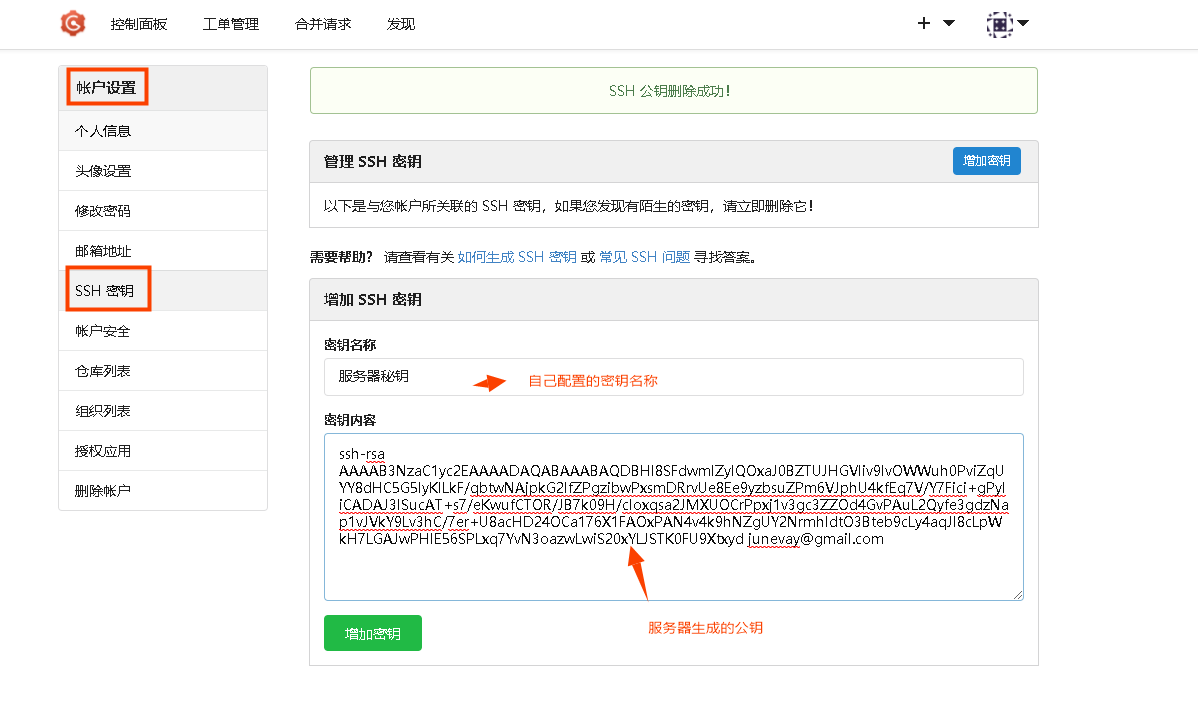 控制面板 工单管理 合并请求 发现
帐户设置
个人信息
头像设置
修改密码
邮箱地址
SSH 密钥
帐户安全
仓库列表
组织列表
授权应用
删除帐户
SSH 公钥删除成功！
管理 SSH 密钥 增加密钥
以下是与您帐户所关联的 SSH 密钥，如果您发现有陌生的密钥，请立即删除它！
需要帮助？ 请查看有关 如何生成 SSH 密钥 或 常见 SSH 问题 寻找答案。
增加 SSH 密钥
密钥名称
服务器秘钥 自己配置的密钥名称
密钥内容
ssh-rsa
AAAAB3NzaC1yc2EAAAADAQABAAABAQDBHI8SFdwmIZyIQOxaJ0BZTUJHGVIiv9IvOWWuh0PviZqU
YY8dHC5G5IyKILkF/qbtwNAjpkG2IfZPgzibwPxsmDRrvUe8Ee9yzbsuZPm6VJphU4kfEq7V/Y7Fici+gPyl
iCADAJ3ISucAT+s7/eKwufCTOR/JB7k09H/cIoxqsa2JMXUOCrPpxj1v3gc3ZZOd4GvPAuL2Qyfe3gdzNa
p1vJVkY9Lv3hC/7er+U8acHD24OCa176X1FAOxPAN4v4k9hNZgUY2NrmhIdtO3Bteb9cLy4aqJI8cLpW
kH7LGAJwPHIE56SPLxq7YvN3oazwLwiS20xYLJSTK0FU9Xtxyd junevay@gmail.com
服务器生成的公钥
增加密钥